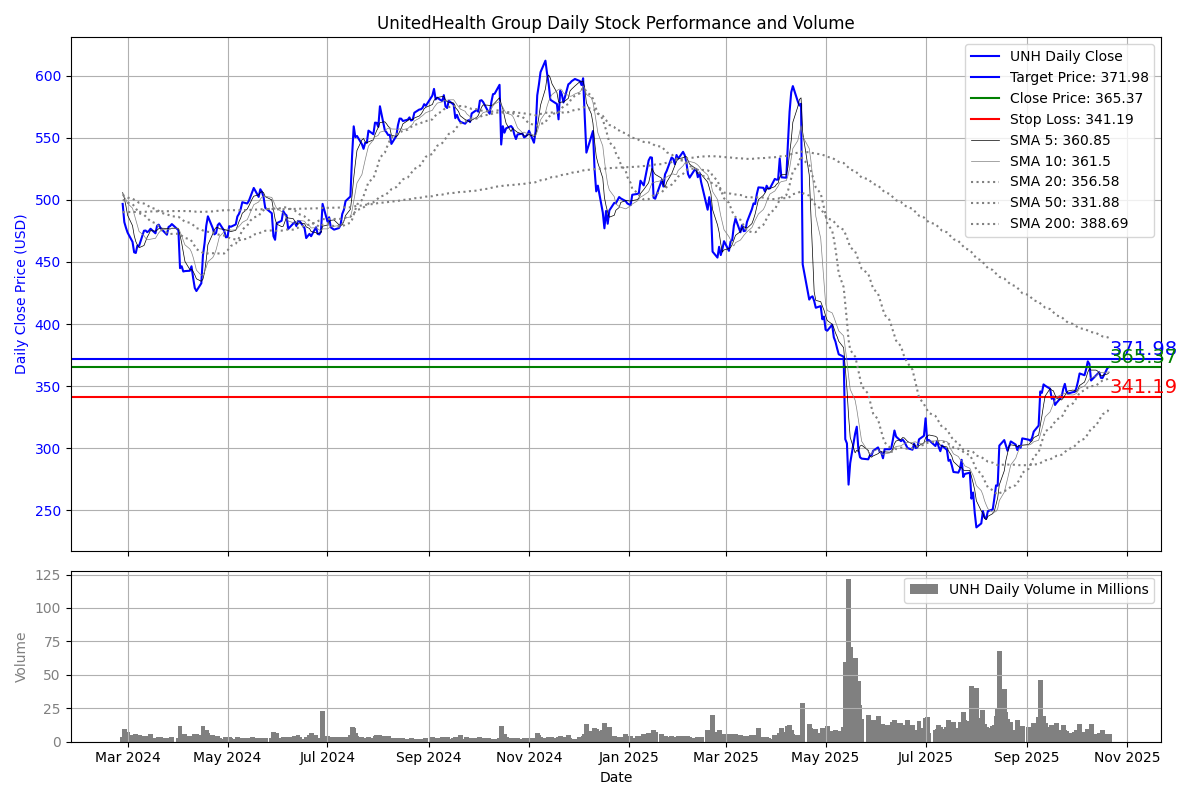 UnitedHealth Group Daily Stock Performance and Volume
Daily Close Price (USD)
600
550
500
450
400
350
300
250
UNH Daily Close
Target Price: 371.98
Close Price: 365.37
Stop Loss: 341.19
SMA 5: 360.85
SMA 10: 361.5
SMA 20: 356.58
SMA 50: 331.88
SMA 200: 388.69
371.98
365.37
341.19
Volume
125
100
75
50
25
0
UNH Daily Volume in Millions
Mar 2024 May 2024 Jul 2024 Sep 2024 Nov 2024 Jan 2025 Mar 2025 May 2025 Jul 2025 Sep 2025 Nov 2025
Date